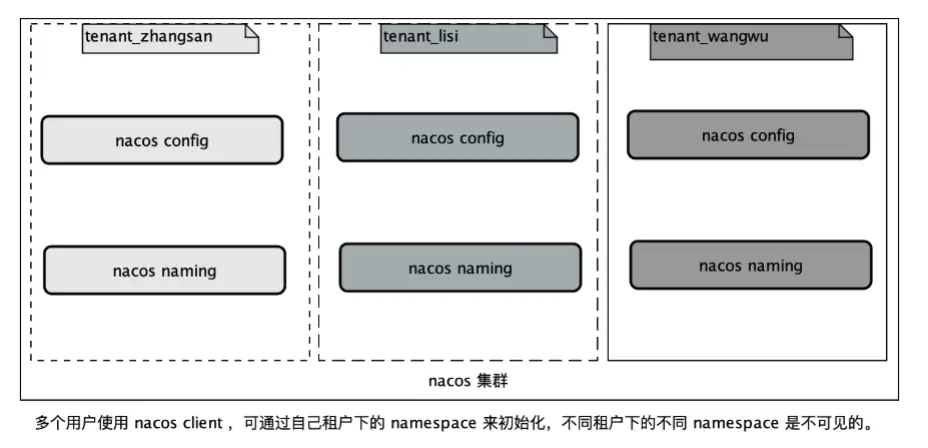 tenant_zhangsan
tenant_lisi
tenant_wangwu
nacos config
nacos config
nacos config
nacos naming
nacos naming
nacos naming
nacos 集群
多个用户使用 nacos client ，可通过自己租户下的 namespace 来初始化，不同租户下的不同 namespace 是不可见的。